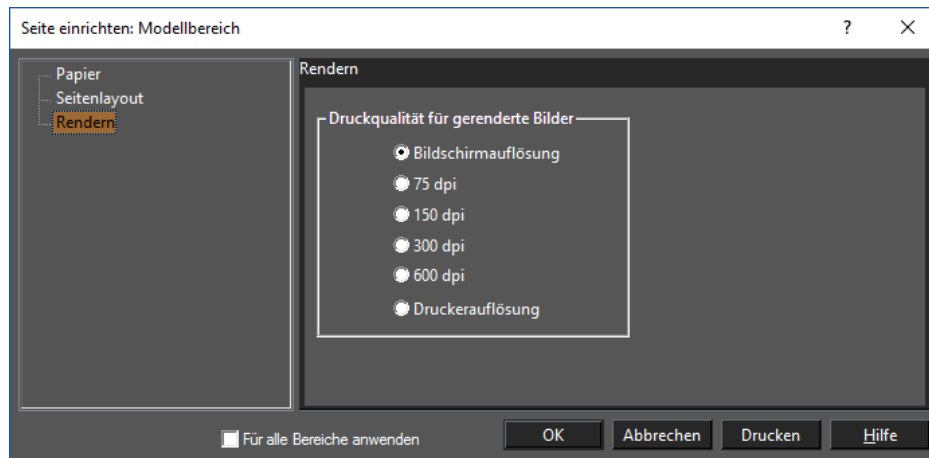 Seite einrichten: Modellbereich
?
Papier
Seitenlayout
Rendern
Rendern
Druckqualität für gerenderte Bilder
Bildschirmauflösung
75 dpi
150 dpi
300 dpi
600 dpi
Druckerauflösung
Für alle Bereiche anwenden
OK
Abbrechen
Drucken
Hilfe